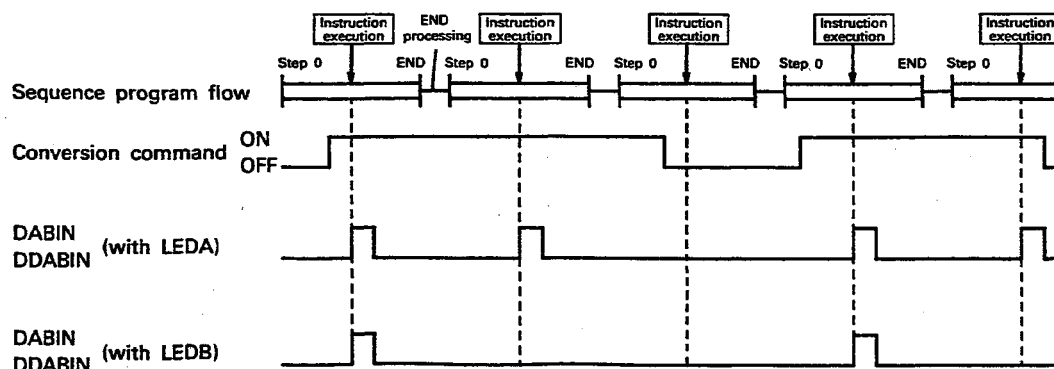 Instruction execution
END processing
Instruction execution
Instruction execution
Instruction execution
Instruction execution
Step 0 END Step 0 END Step 0 END Step 0 END Step 0
Sequence program flow
Conversion command ON
OFF
DABIN
DDABIN (with LEDA)
DABIN
DDABIN (with LEDB)